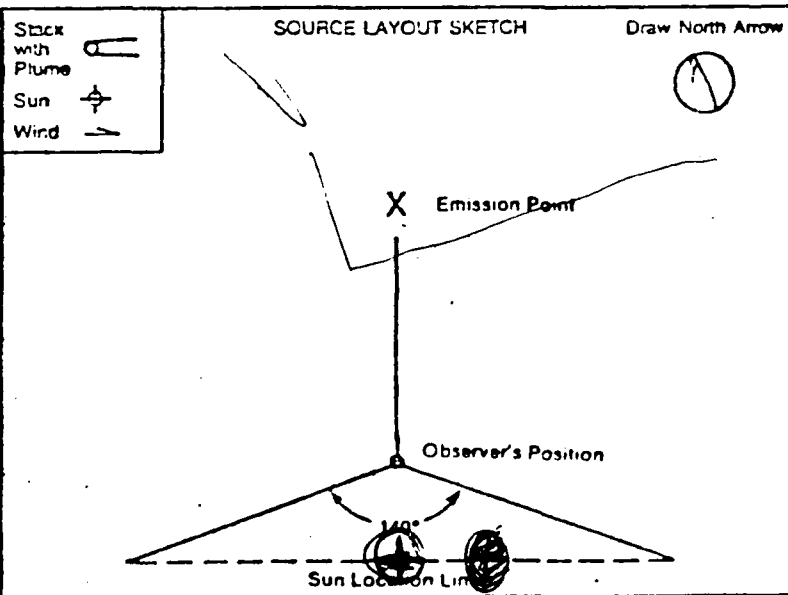 SOURCE LAYOUT SKETCH
Draw North Arrow
Stack
with
Plume
Sun
Wind
X Emission Point
Observer's Position
140°
Sun Location Line